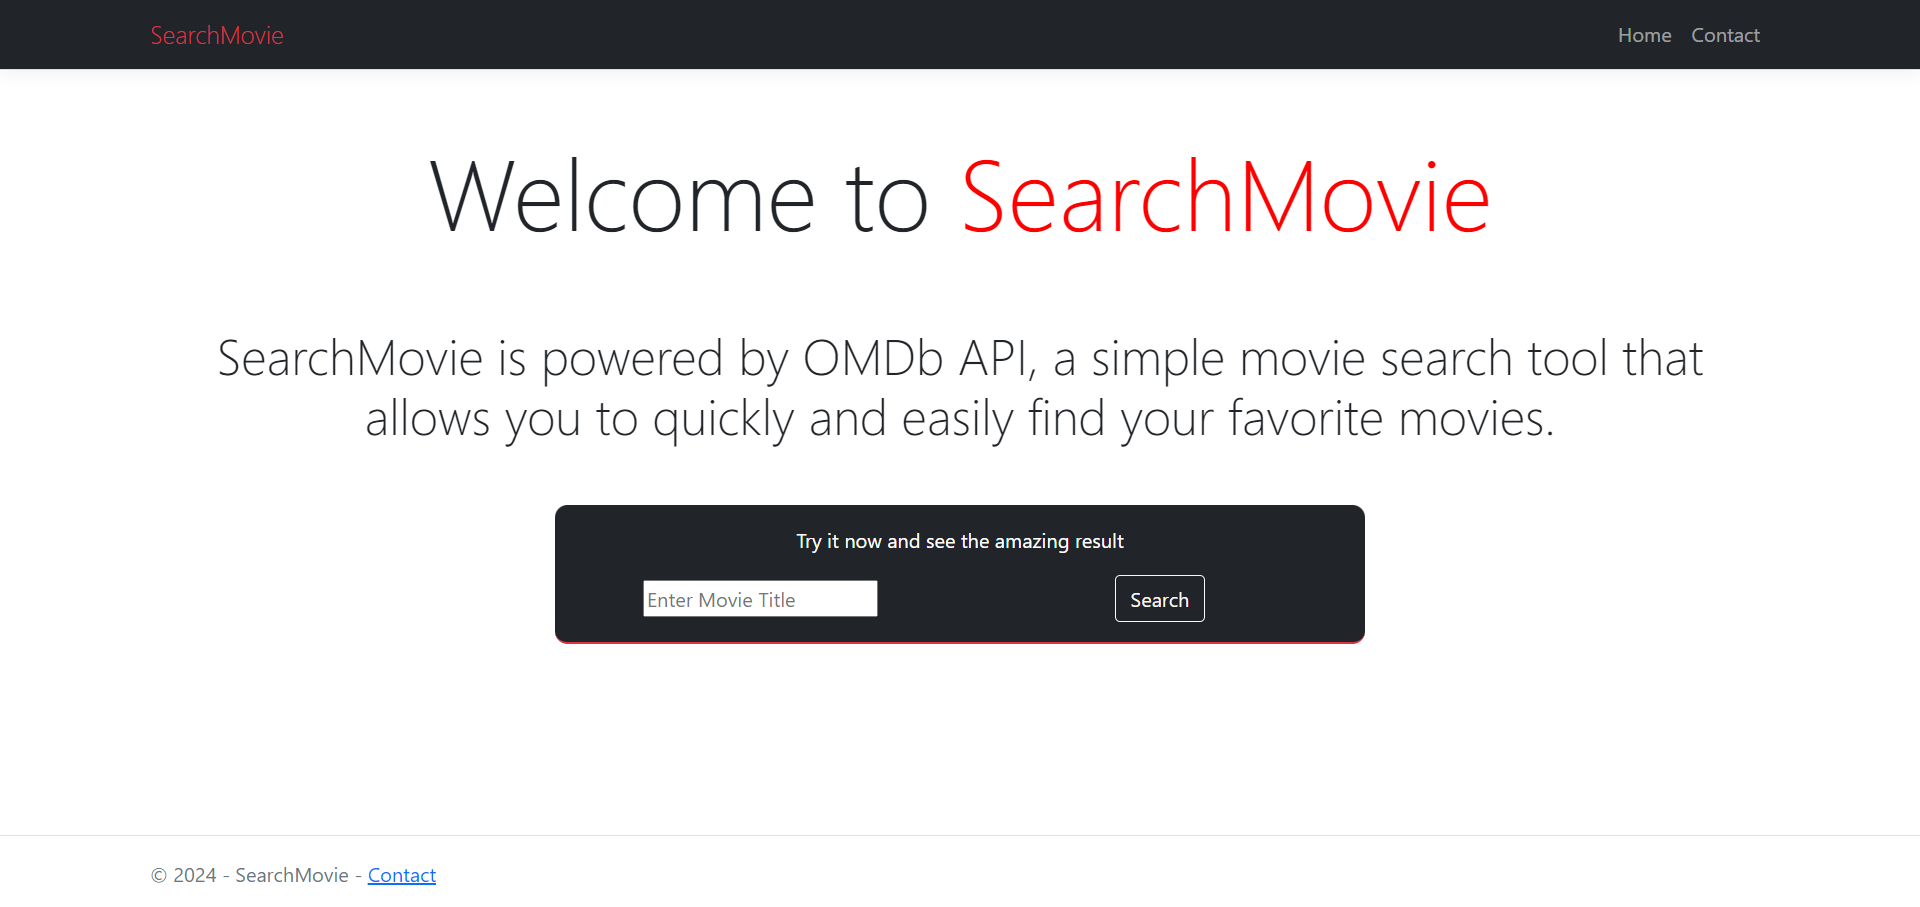 SearchMovie
Home Contact
Welcome to SearchMovie
SearchMovie is powered by OMDb API, a simple movie search tool that
allows you to quickly and easily find your favorite movies.
Try it now and see the amazing result
Enter Movie Title
Search
© 2024 - SearchMovie - Contact